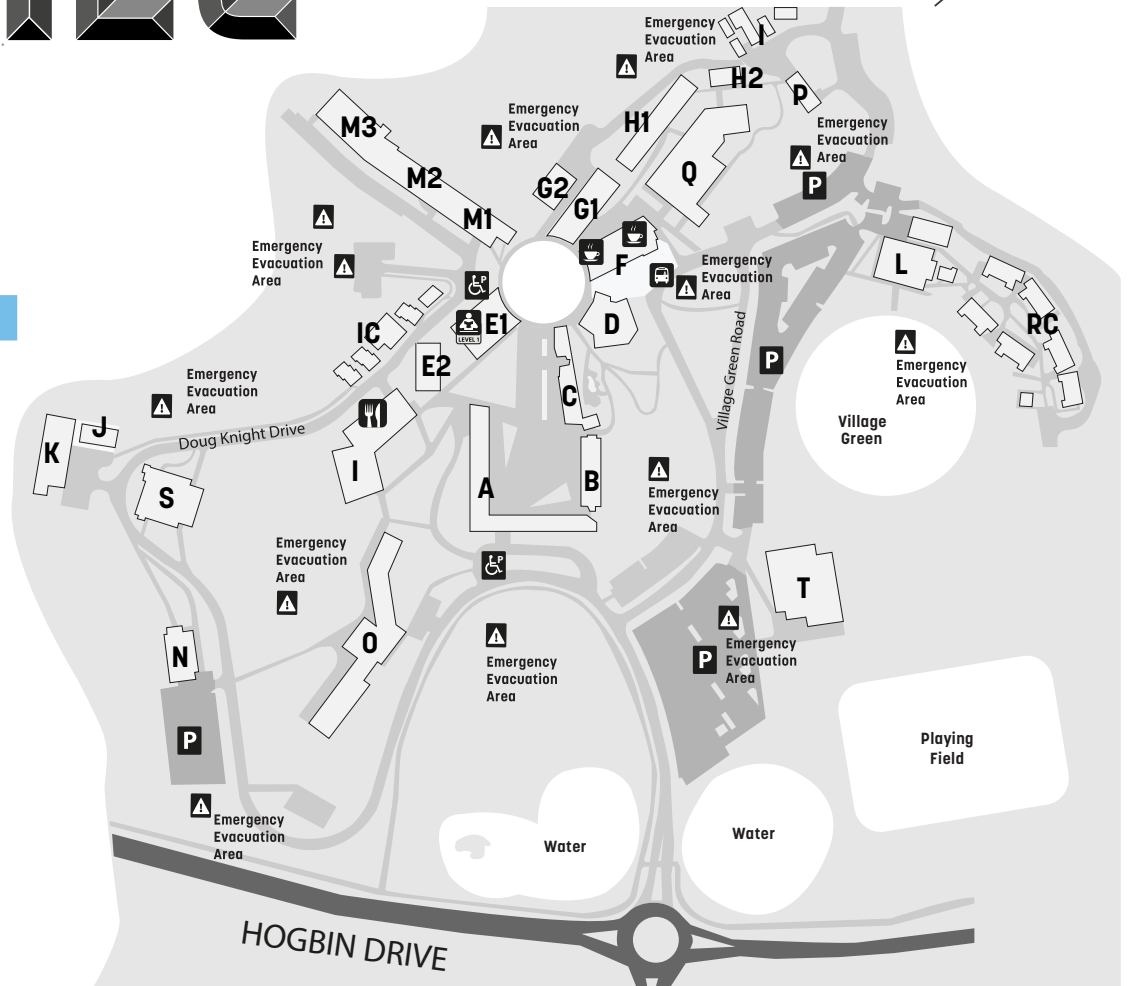 Emergency
Evacuation
Area
I
H2
P
M3
Emergency
Evacuation
Area
H1
Emergency
Evacuation
Area
P
M2
Q
G2
G1
M1
Emergency
Evacuation
Area
F
Emergency
Evacuation
Area
L
P
IC
LEVEL 1
E1
D
RC
E2
Village Green Road
P
Emergency
Evacuation
Area
Emergency
Evacuation
Area
C
Village
Green
J
K
Doug Knight Drive
I
S
A
B
Emergency
Evacuation
Area
Emergency
Evacuation
Area
P
T
O
N
Emergency
Evacuation
Area
P
Emergency
Evacuation
Area
P
Playing
Field
Emergency
Evacuation
Area
Water
Water
HOGBIN DRIVE